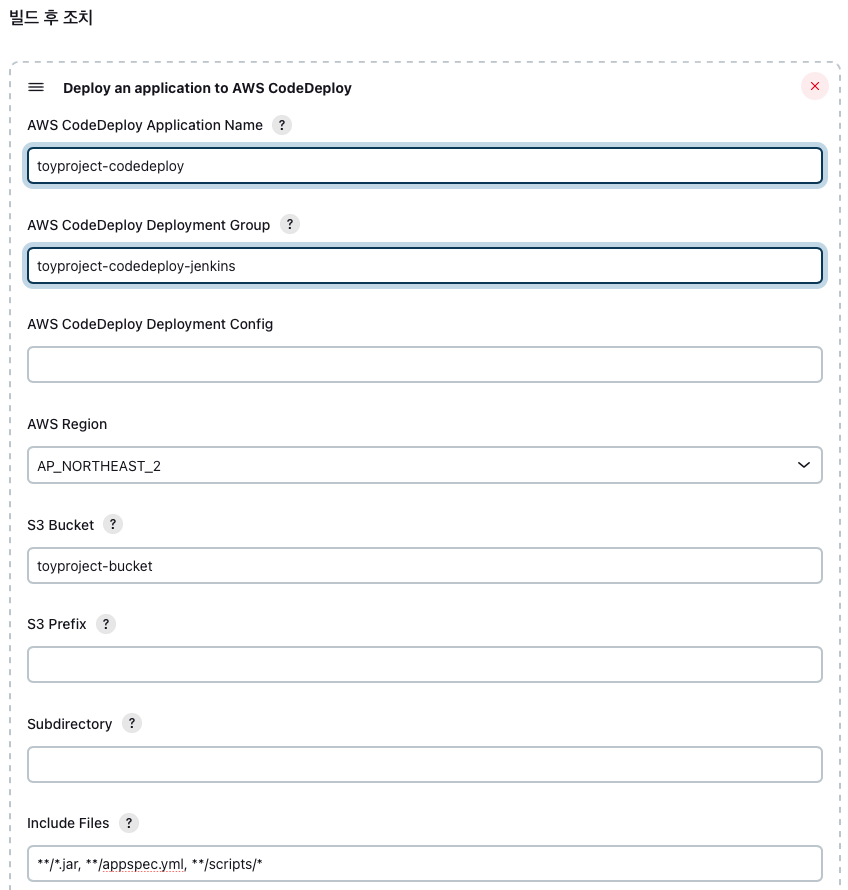 빌드 후 조치
Deploy an application to AWS CodeDeploy
AWS CodeDeploy Application Name ?
toyproject-codedeploy
AWS CodeDeploy Deployment Group ?
toyproject-codedeploy-jenkins
AWS CodeDeploy Deployment Config
AWS Region
AP_NORTHEAST_2
S3 Bucket ?
toyproject-bucket
S3 Prefix ?
Subdirectory ?
Include Files ?
**/*.jar, **/appspec.yml, **/scripts/*